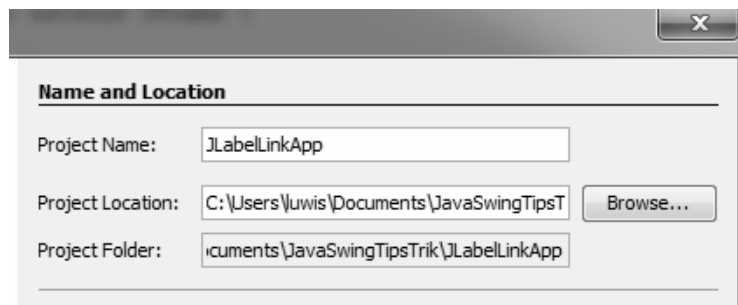 Name and Location
Project Name: JLabelLinkApp
Project Location: C:\Users\luwis\Documents\JavaSwingTipsT Browse...
Project Folder: cuments\JavaSwingTipsTrik\JLabelLinkApp